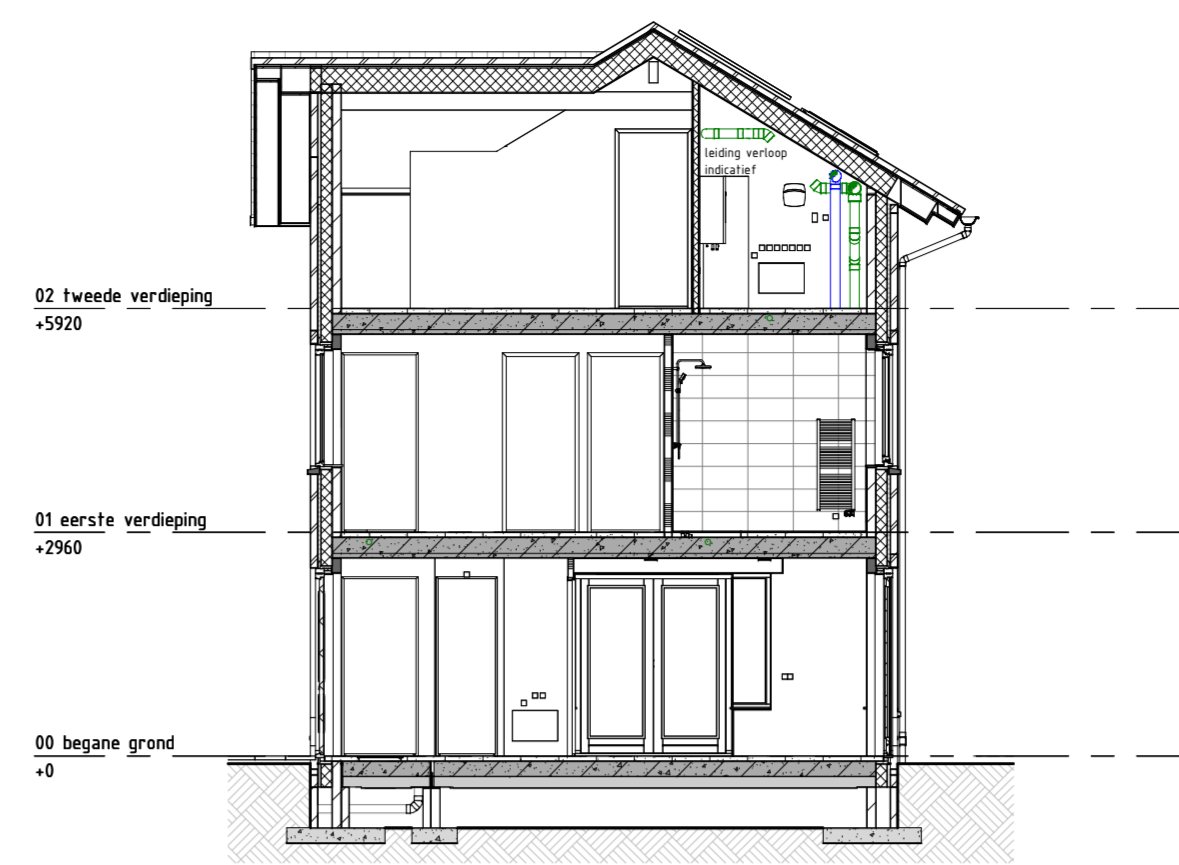 leiding verloop
indicatief
02 tweede verdieping
+5920
01 eerste verdieping
+2960
00 begane grond
+0